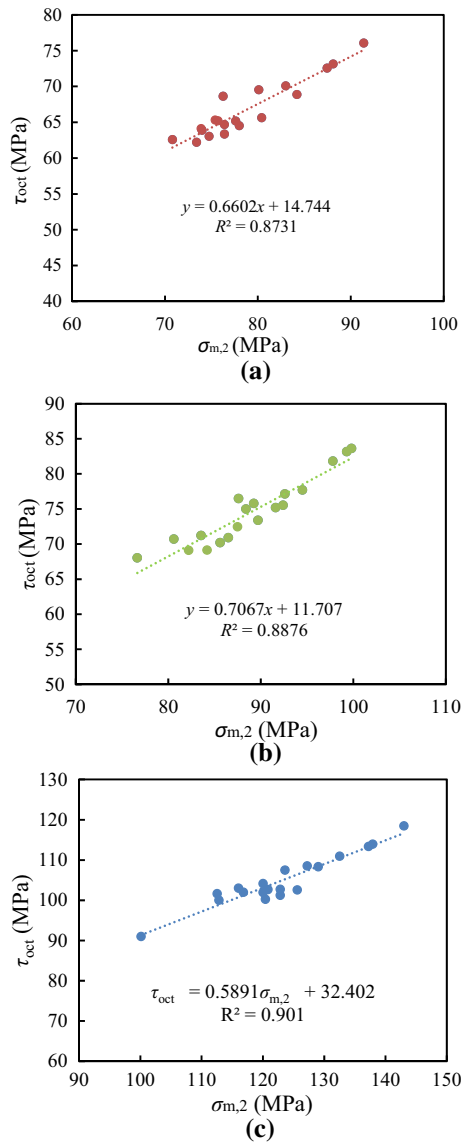 80
75
70
65
60
55
50
45
40
τoct (MPa)
y = 0.6602x + 14.744
R² = 0.8731
60 70 80 90 100
σm,2 (MPa)
(a)
90
85
80
75
70
65
60
55
50
τoct (MPa)
y = 0.7067x + 11.707
R² = 0.8876
70 80 90 100 110
σm,2 (MPa)
(b)
130
120
110
100
90
80
70
60
τoct (MPa)
τoct = 0.5891σm,2 + 32.402
R² = 0.901
90 100 110 120 130 140 150
σm,2 (MPa)
(c)